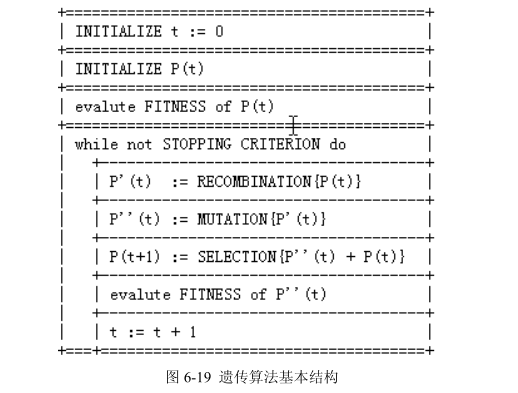 INITIALIZE t := 0
INITIALIZE P(t)
evalute FITNESS of P(t)
while not STOPPING CRITERION do
P'(t) := RECOMBINATION{P(t)}
P''(t) := MUTATION{P'(t)}
P(t+1) := SELECTION{P''(t) + P(t)}
evalute FITNESS of P''(t)
t := t + 1
图 6-19 遗传算法基本结构